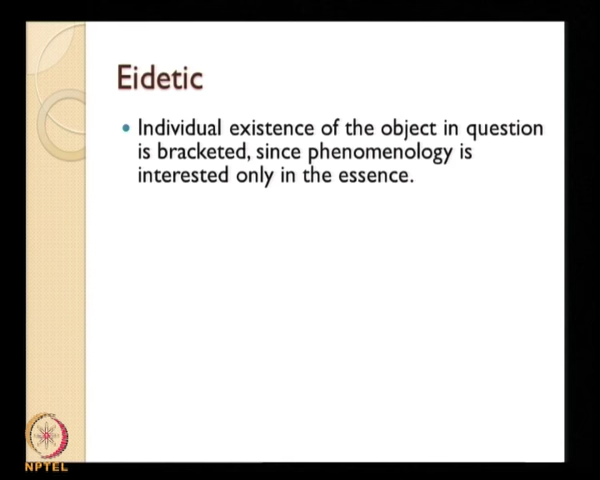 Eidetic
Individual existence of the object in question
is bracketed, since phenomenology is
interested only in the essence.
NPTEL